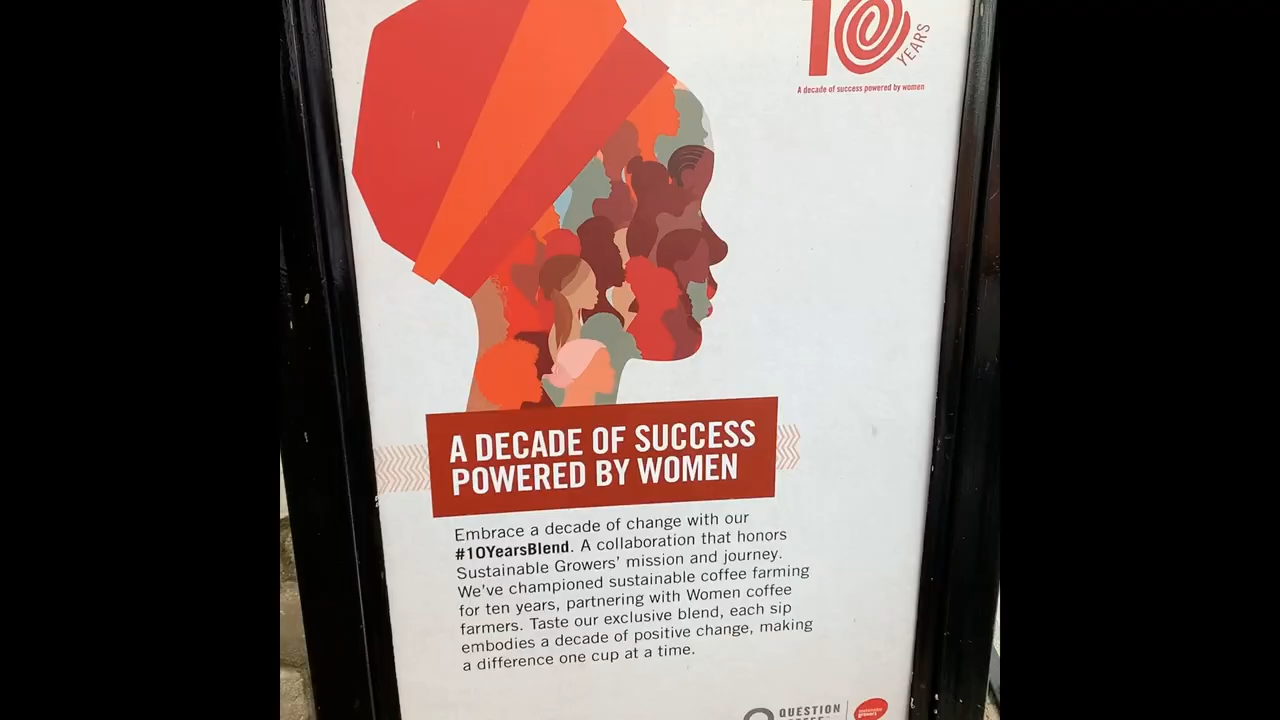 10
YEARS
A decade of success powered by women
A DECADE OF SUCCESS
POWERED BY WOMEN
Embrace a decade of change with our
#10YearsBlend. A collaboration that honors
Sustainable Growers’ mission and journey.
We’ve championed sustainable coffee farming
for ten years, partnering with Women coffee
farmers. Taste our exclusive blend, each sip
embodies a decade of positive change, making
a difference one cup at a time.
QUESTION
sustainable
growers